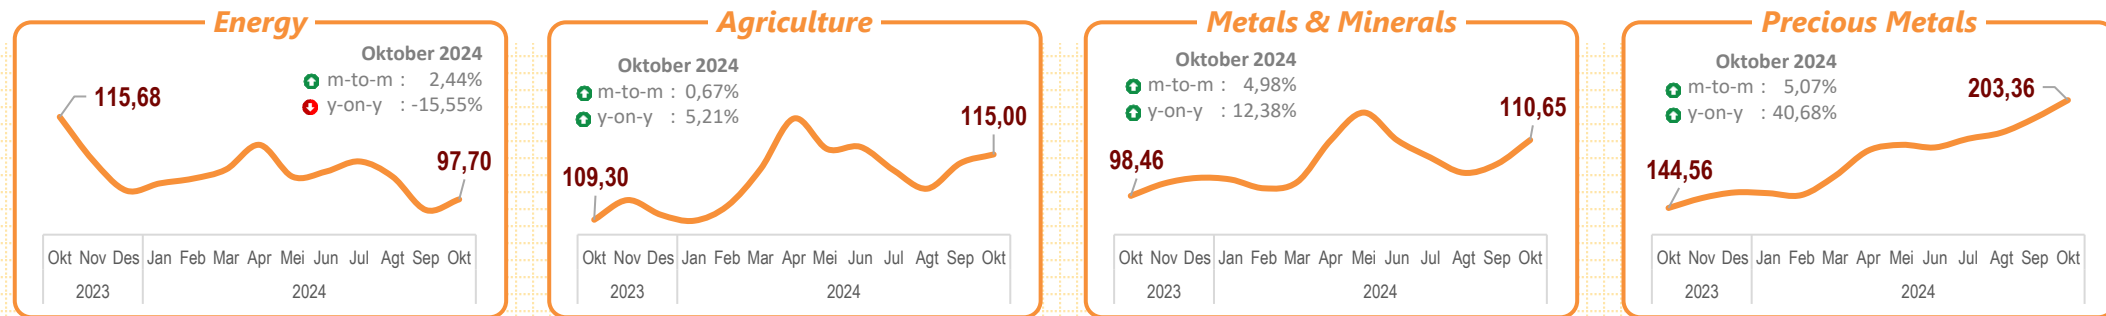 Energy
Oktober 2024
m-to-m : 2,44%
y-on-y : -15,55%
115,68
97,70
Okt Nov Des Jan Feb Mar Apr Mei Jun Jul Agt Sep Okt
2023 2024
Agriculture
Oktober 2024
m-to-m : 0,67%
y-on-y : 5,21%
115,00
109,30
Okt Nov Des Jan Feb Mar Apr Mei Jun Jul Agt Sep Okt
2023 2024
Metals & Minerals
Oktober 2024
m-to-m : 4,98%
y-on-y : 12,38%
110,65
98,46
Okt Nov Des Jan Feb Mar Apr Mei Jun Jul Agt Sep Okt
2023 2024
Precious Metals
Oktober 2024
m-to-m : 5,07%
y-on-y : 40,68%
203,36
144,56
Okt Nov Des Jan Feb Mar Apr Mei Jun Jul Agt Sep Okt
2023 2024